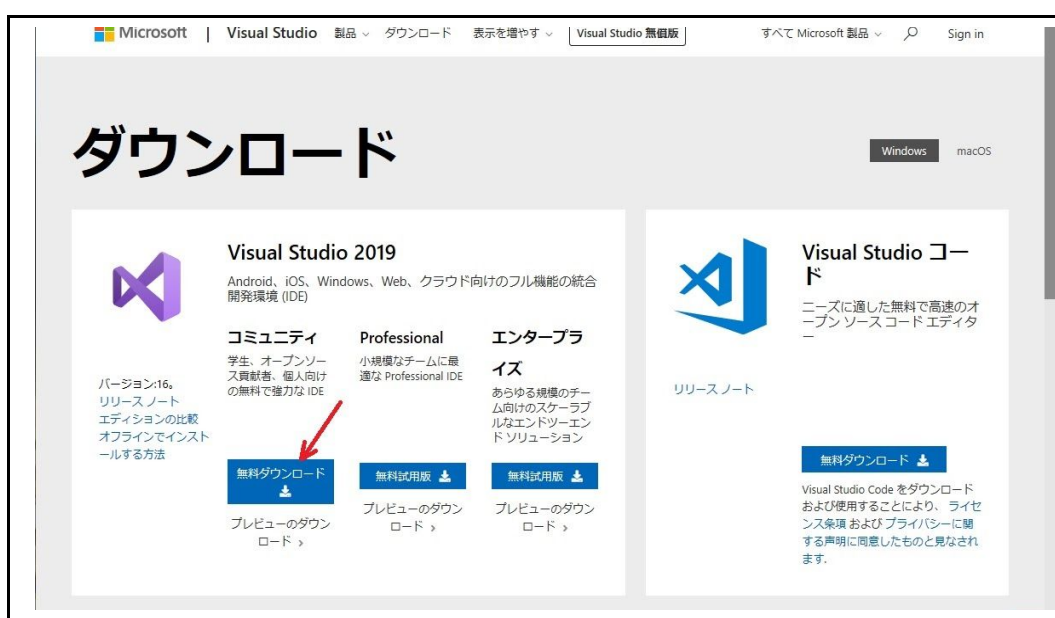 Microsoft | Visual Studio 製品 ダウンロード 表示を増やす Visual Studio 無償版 すべて Microsoft 製品 Sign in
ダウンロード
Windows macOS
Visual Studio 2019
Android、iOS、Windows、Web、クラウド向けのフル機能の統合
開発環境 (IDE)
バージョン:16。
リリース ノート
エディションの比較
オフラインでインスト
ールする方法
コミュニティ
学生、オープンソー
ス貢献者、個人向け
の無料で強力な IDE
無料ダウンロード
プレビューのダウン
ロード >
Professional
小規模なチームに最
適な Professional IDE
無料試用版
プレビューのダウン
ロード >
エンタープラ
イズ
あらゆる規模のチー
ム向けのスケーラブ
ルなエンドツーエン
ド ソリューション
無料試用版
プレビューのダウン
ロード >
Visual Studio コー
ド
ニーズに適した無料で高速のオ
ープン ソース コード エディタ
ー
リリース ノート
無料ダウンロード
Visual Studio Code をダウンロード
および使用することにより、 ライセ
ンス条項 および プライバシーに関
する声明に同意したものと見なされ
ます.